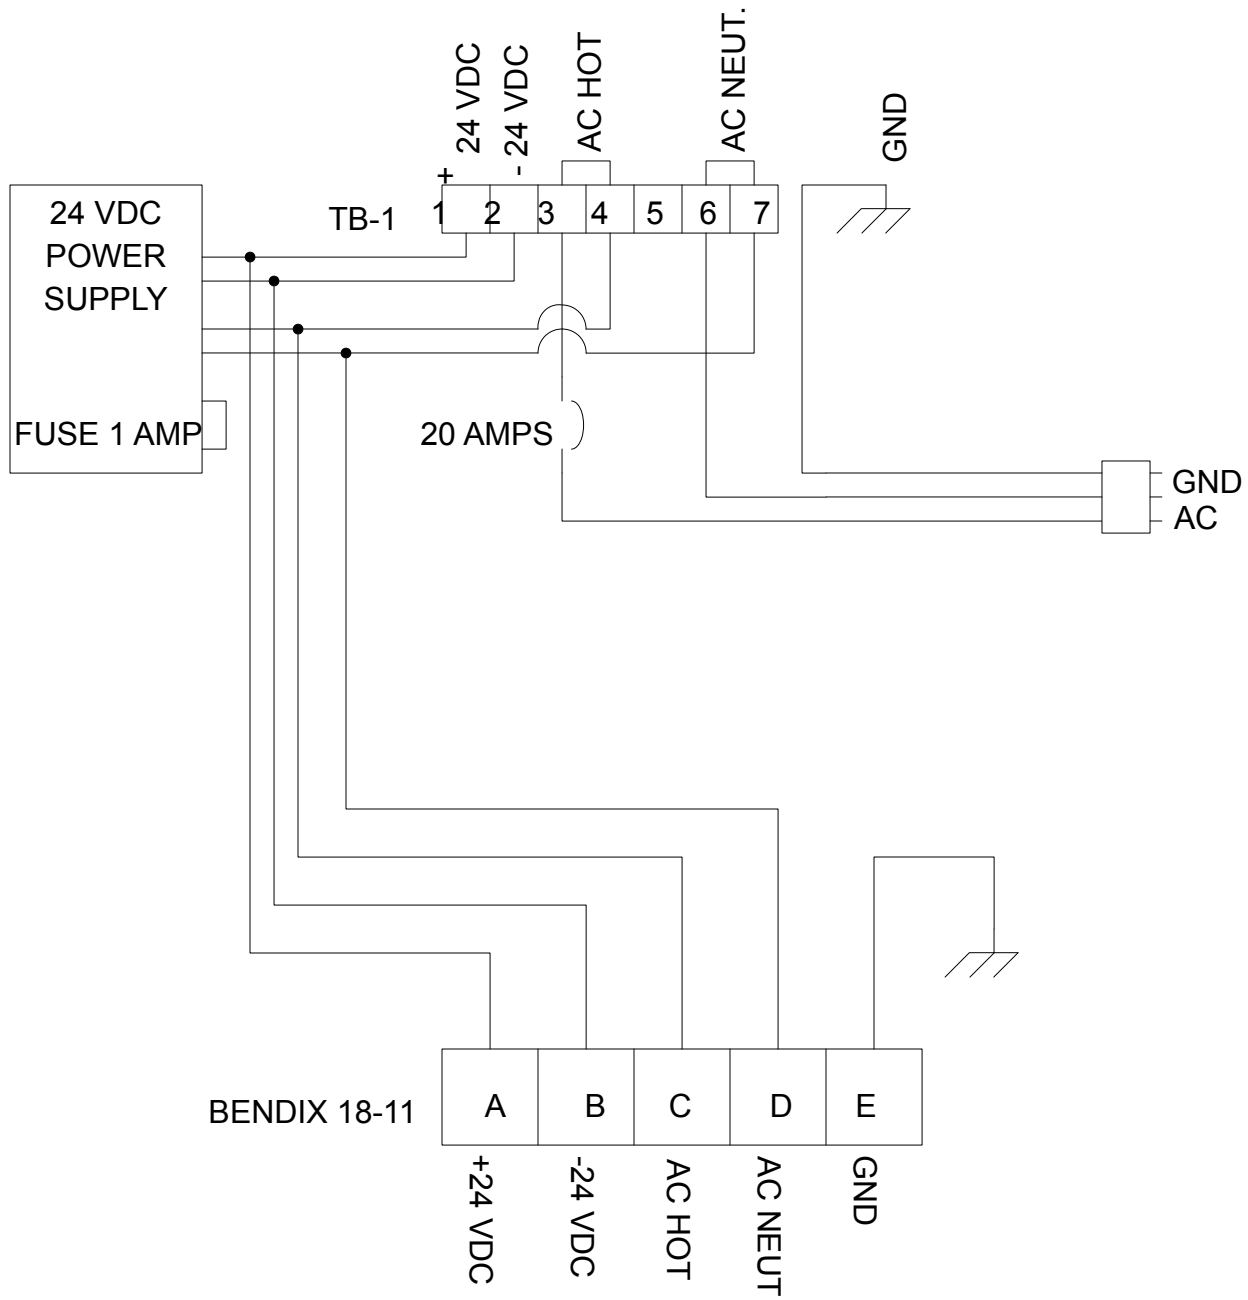 24 VDC
- 24 VDC
AC HOT
AC NEUT.
GND
+
24 VDC
POWER
SUPPLY
FUSE 1 AMP
TB-1
1 2 3 4 5 6 7
20 AMPS
GND
AC
BENDIX 18-11
A B C D E
+24 VDC
-24 VDC
AC HOT
AC NEUT
GND